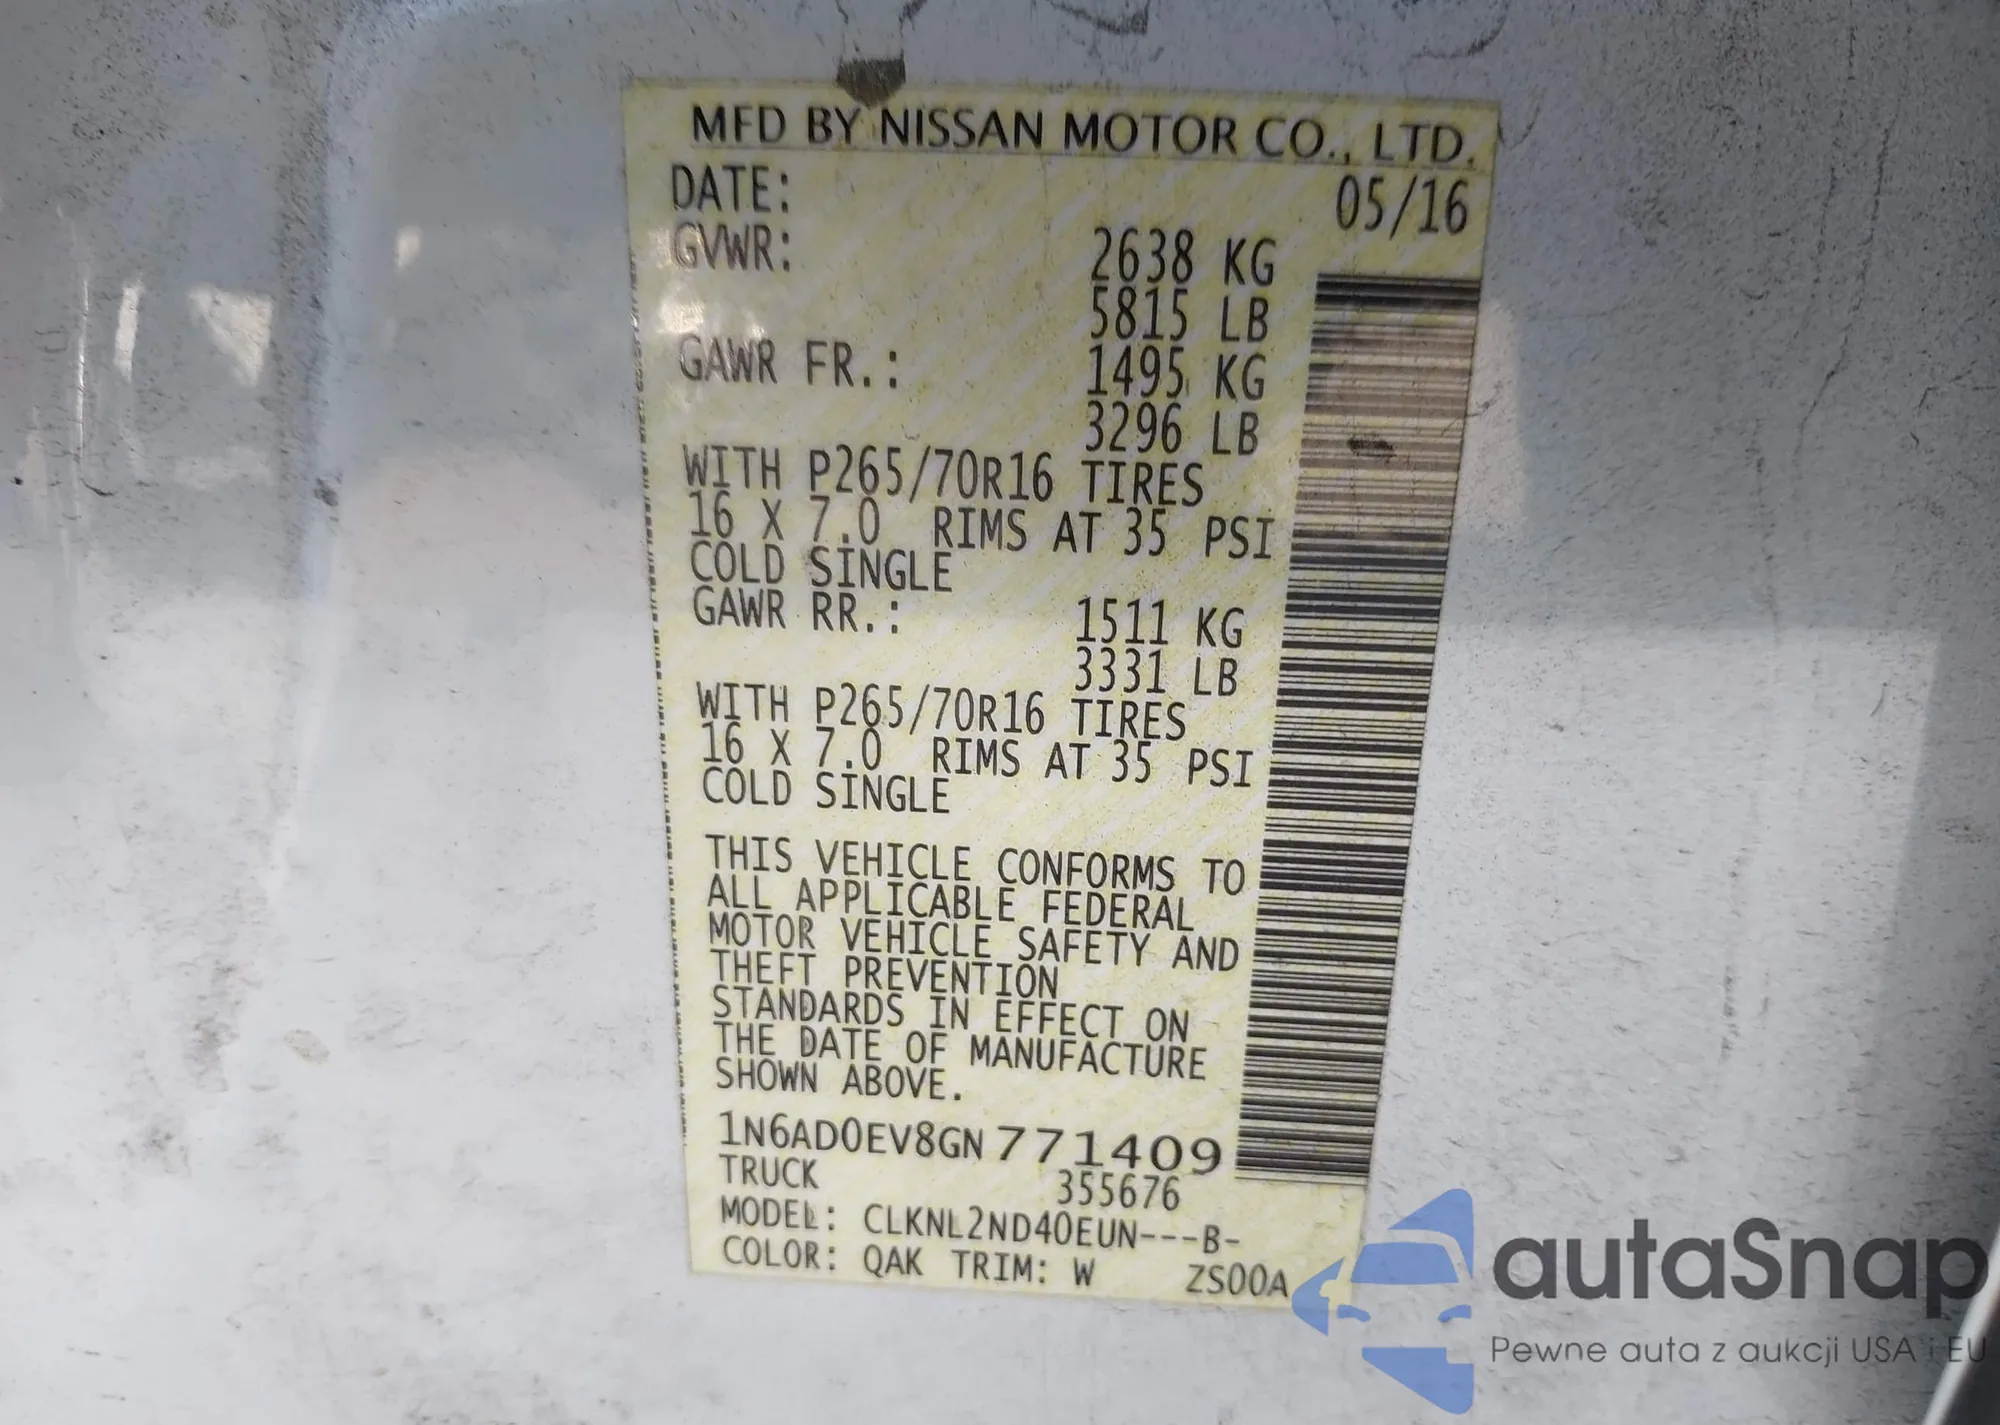 MFD BY NISSAN MOTOR CO., LTD.
DATE: 05/16
GVWR: 2638 KG
5815 LB
GAWR FR.: 1495 KG
3296 LB
WITH P265/70R16 TIRES
16 X 7.0 RIMS AT 35 PSI
COLD SINGLE
GAWR RR.: 1511 KG
3331 LB
WITH P265/70R16 TIRES
16 X 7.0 RIMS AT 35 PSI
COLD SINGLE
THIS VEHICLE CONFORMS TO
ALL APPLICABLE FEDERAL
MOTOR VEHICLE SAFETY AND
THEFT PREVENTION
STANDARDS IN EFFECT ON
THE DATE OF MANUFACTURE
SHOWN ABOVE.
1N6AD0EV8GN771409
TRUCK 355676
MODEL: CLKNL2ND40EUN---B-
COLOR: QAK TRIM: W ZS00A
autaSnap
Pewne auta z aukcji USA i EU